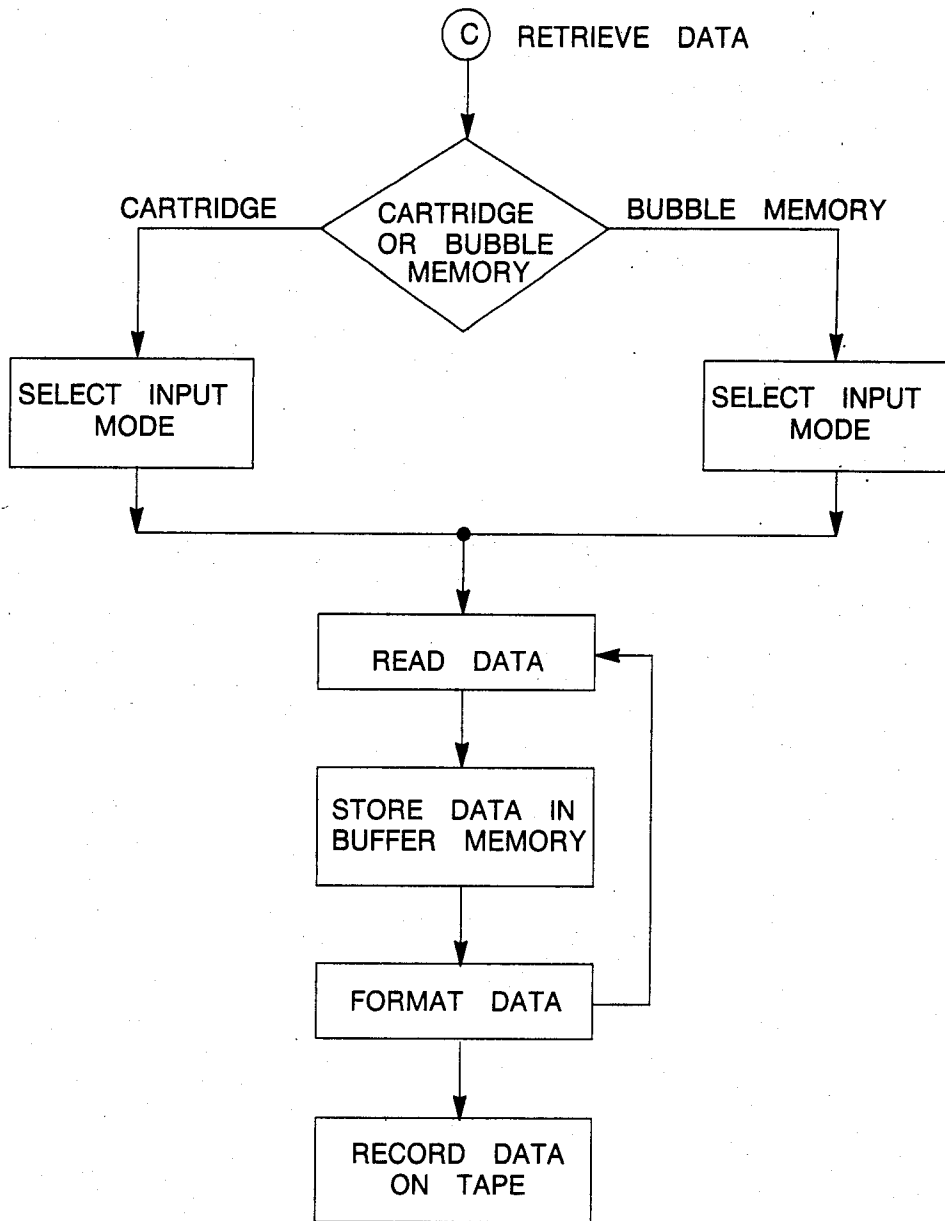 C RETRIEVE DATA
CARTRIDGE
BUBBLE MEMORY
CARTRIDGE
OR BUBBLE
MEMORY
SELECT INPUT
MODE
SELECT INPUT
MODE
READ DATA
STORE DATA IN
BUFFER MEMORY
FORMAT DATA
RECORD DATA
ON TAPE